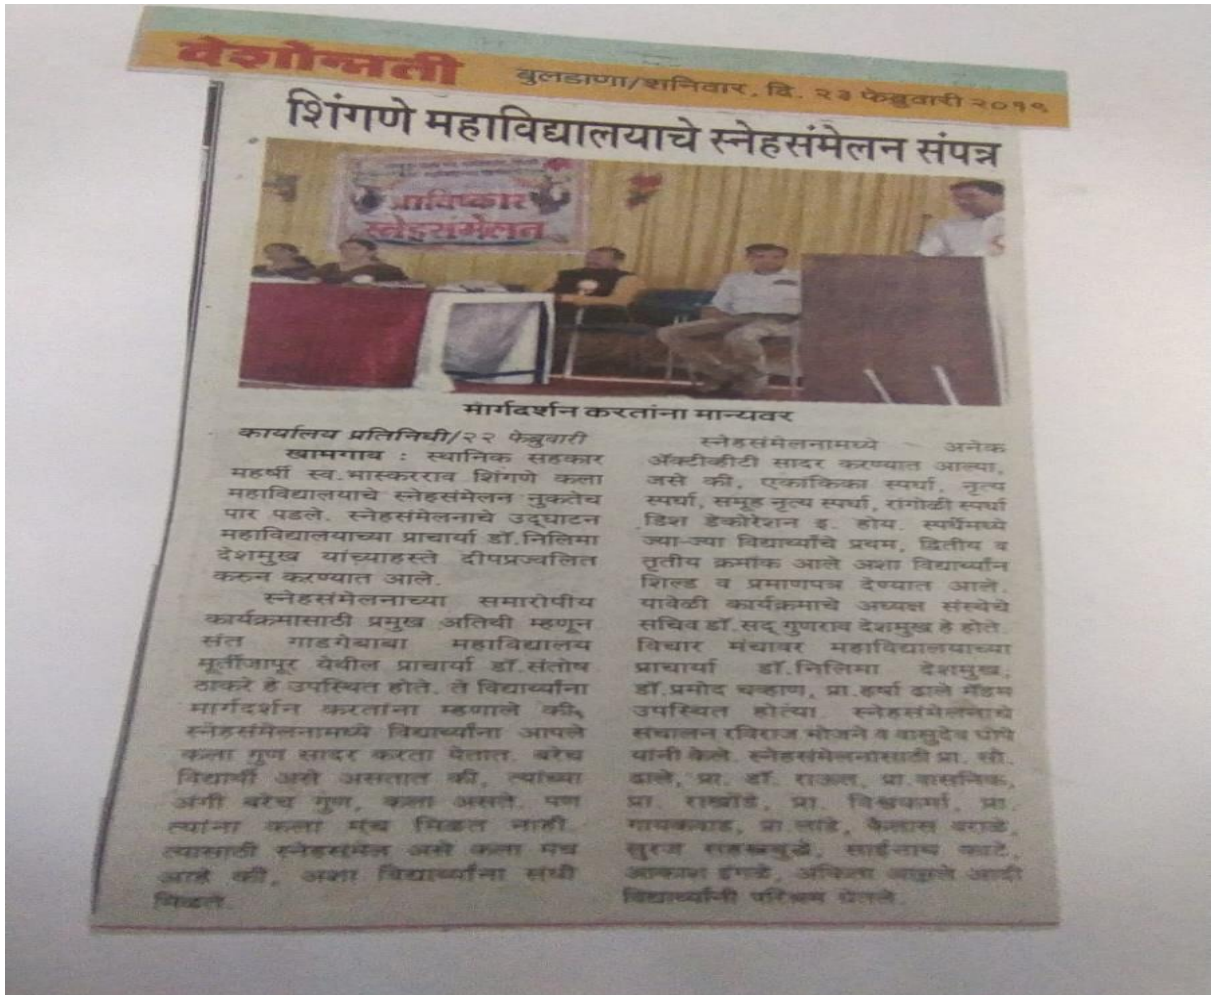 देशोन्नती
बुलडाणा/शनिवार, दि. २३ फेब्रुवारी २०१९
शिंगणे महाविद्यालयाचे स्नेहसंमेलन संपन्न
प्राविष्कार
स्नेहसंमेलन
मार्गदर्शन करतांना मान्यवर
कार्यालय प्रतिनिधी/२२ फेब्रुवारी
खामगाव : स्थानिक सहकार
महर्षी स्व.भास्करराव शिंगणे कला
महाविद्यालयाचे स्नेहसंमेलन नुकतेच
पार पडले. स्नेहसंमेलनाचे उद्घाटन
महाविद्यालयाच्या प्राचार्या डॉ.निलिमा
देशमुख यांच्याहस्ते दीपप्रज्वलित
करुन करण्यात आले.
स्नेहसंमेलनाच्या समारोपीय
कार्यक्रमासाठी प्रमुख अतिथी म्हणून
संत गाडगेबाबा महाविद्यालय
मूर्तीजापूर येथील प्राचार्या डॉ.संतोष
ठाकरे हे उपस्थित होते. ते विद्यार्थ्यांना
मार्गदर्शन करतांना म्हणाले की,
स्नेहसंमेलनामध्ये विद्यार्थ्यांना आपले
कला गुण सादर करता येतात. बरेच
विद्यार्थी असे असतात की, त्यांच्या
अंगी बरेच गुण, कला असते. पण
त्यांना कला मंच मिळत नाही.
त्यासाठी स्नेहसंमेलन असे कला मंच
आहे की, अशा विद्यार्थ्यांना संधी
मिळते.
स्नेहसंमेलनामध्ये अनेक
ॲक्टीव्हीटी सादर करण्यात आल्या,
जसे की, एकांकिका स्पर्धा, नृत्य
स्पर्धा, समूह नृत्य स्पर्धा, रांगोळी स्पर्धा
डिश डेकोरेशन इ. होय. स्पर्धेमध्ये
ज्या-ज्या विद्यार्थ्यांचे प्रथम, द्वितीय व
तृतीय क्रमांक आले अशा विद्यार्थ्यांन
शिल्ड व प्रमाणपत्र देण्यात आले.
यावेळी कार्यक्रमाचे अध्यक्ष संस्थेचे
सचिव डॉ.सद् गुणराव देशमुख हे होते.
विचार मंचावर महाविद्यालयाच्या
प्राचार्या डॉ.निलिमा देशमुख,
डॉ.प्रमोद चव्हाण, प्रा.हर्षा ढाले मॅडम
उपस्थित होत्या. स्नेहसंमेलनाचे
संचालन रविराज भोजने व वासुदेव घोपे
यांनी केले. स्नेहसंमेलनासाठी प्रा. सौ.
ढाले, प्रा. डॉ. राऊत, प्रा.वासनिक,
प्रा. राखोंडे, प्रा. विश्वकर्मा, प्रा.
गायकवाड, प्रा.लांडे, कैलास वराळे,
सुरज सहस्त्रबुद्धे, साईनाथ काटे,
आकाश इंगळे, अंकिता आदी
विद्यार्थ्यांनी परिश्रम घेतले.